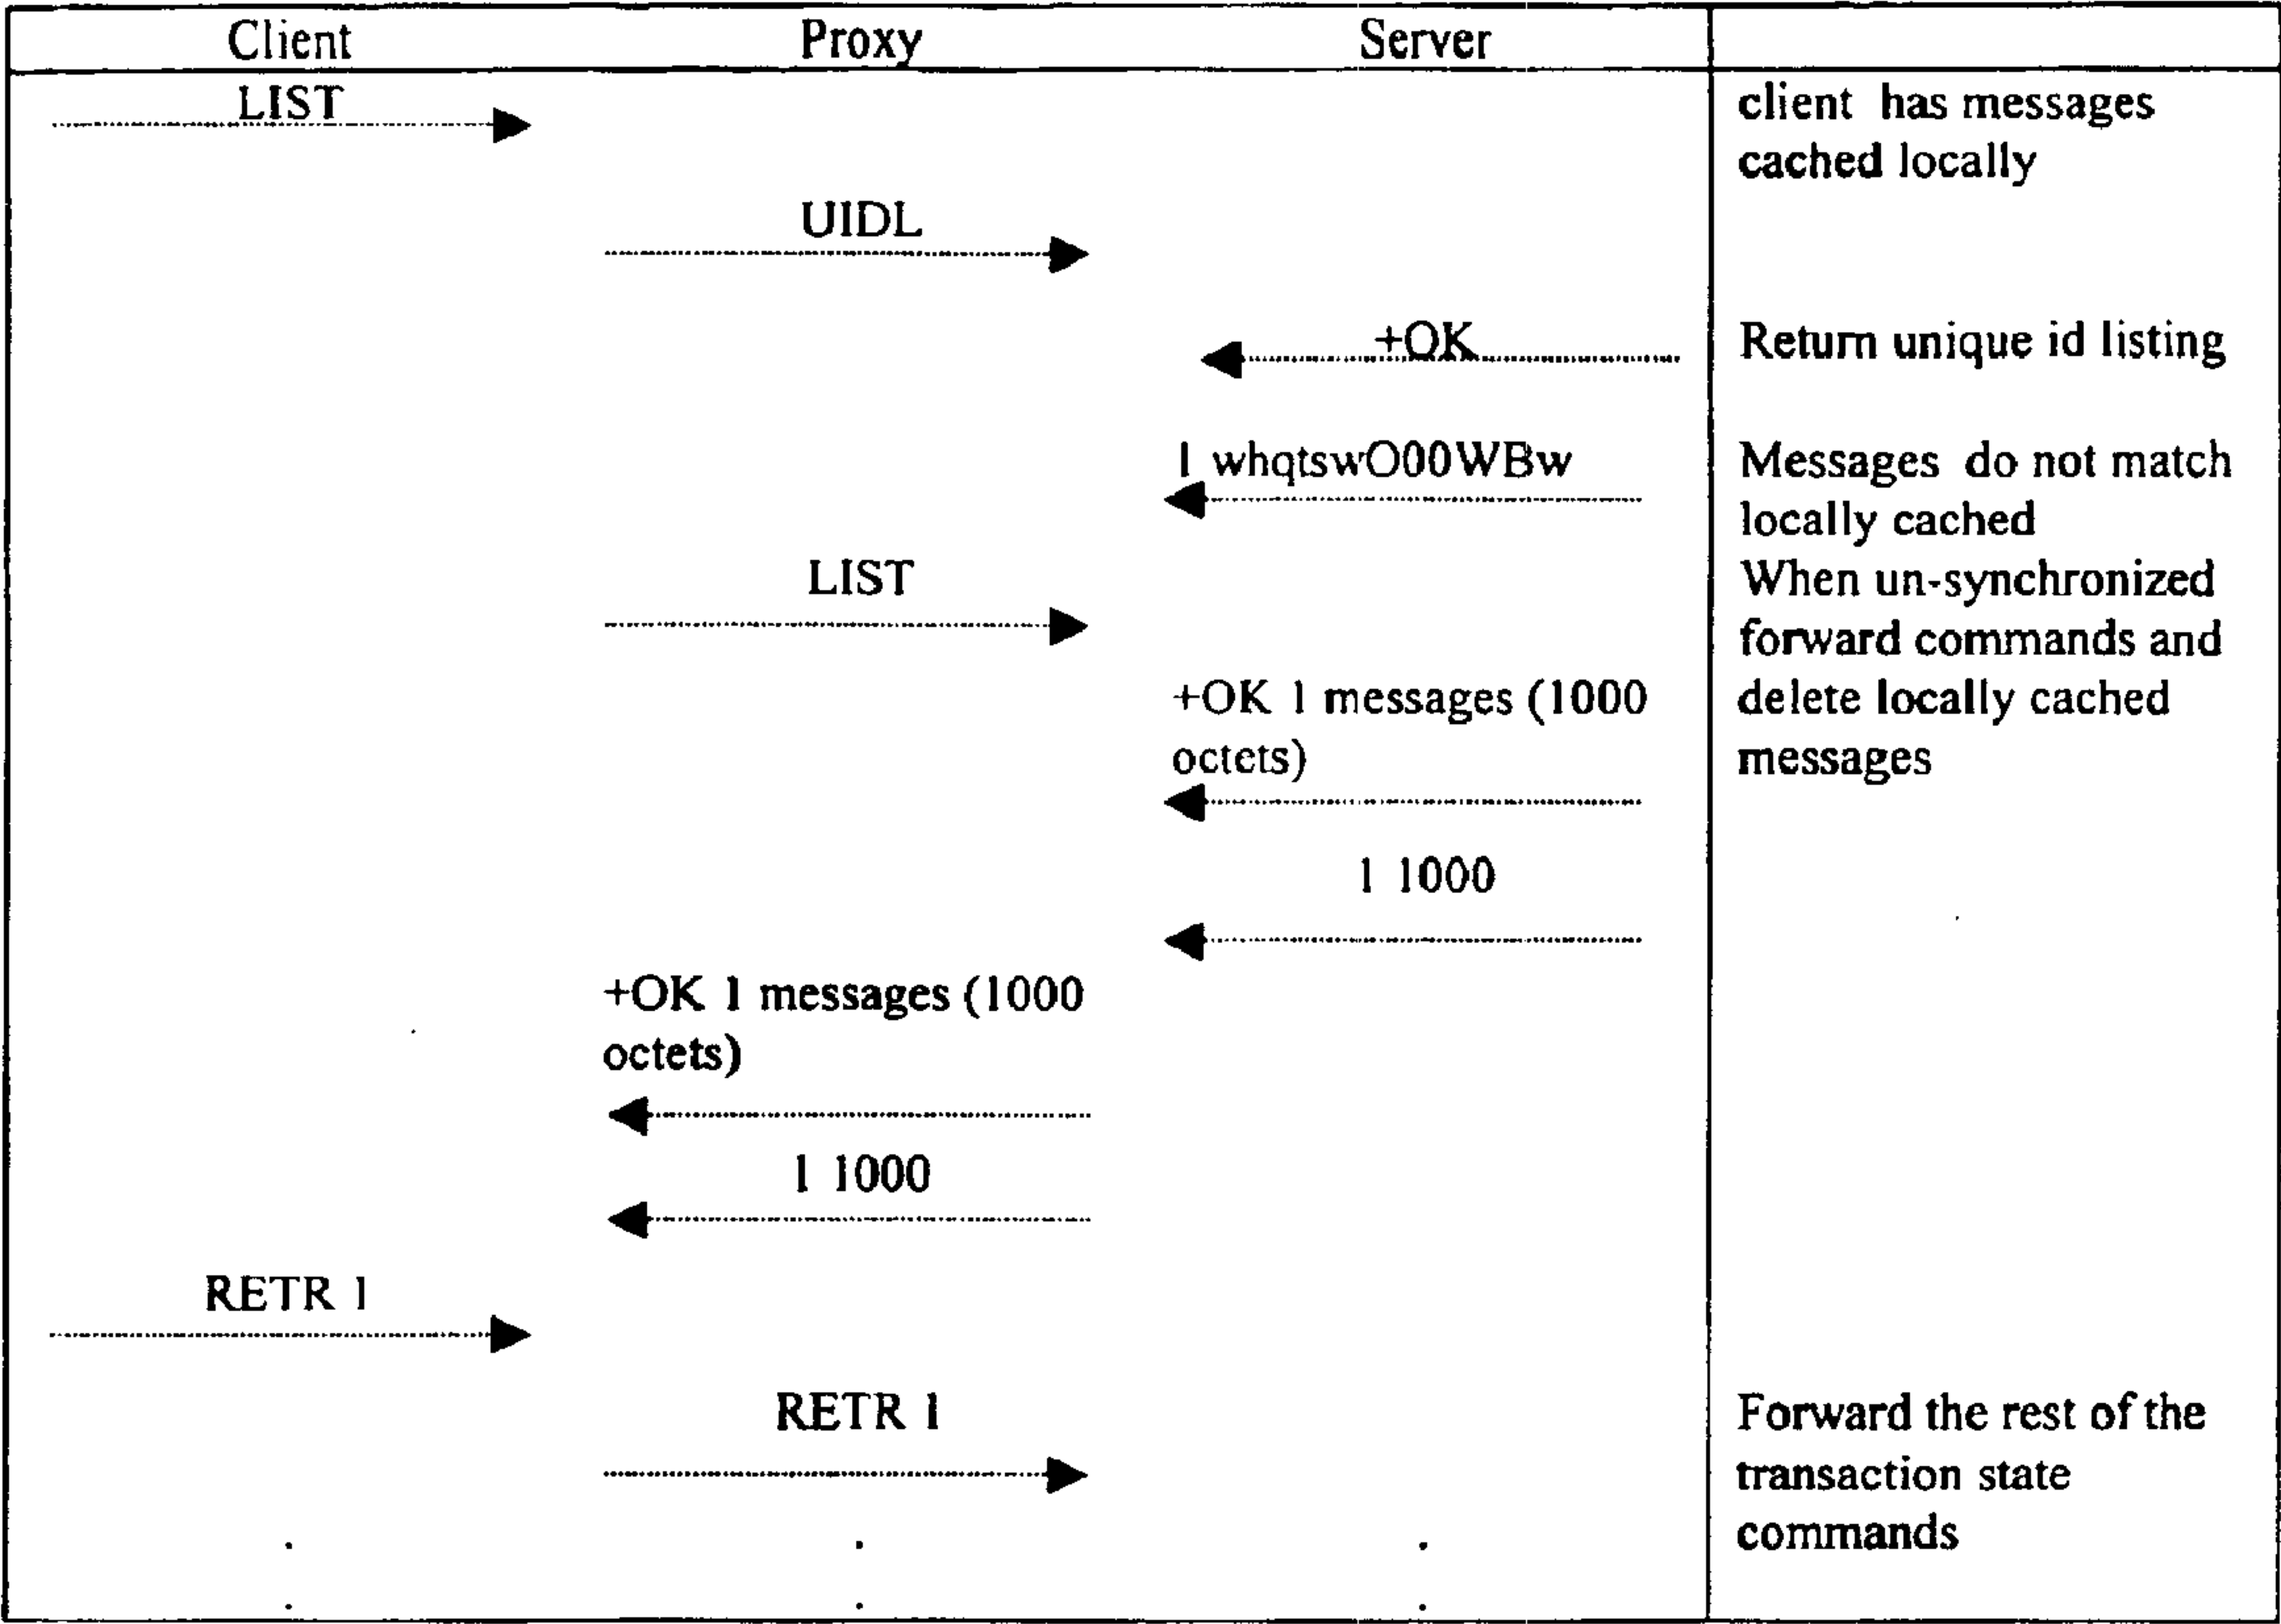 Client Proxy Server
LIST
client has messages
cached locally
UIDL
+OK
Return unique id listing
1 whqtswO00WBw
Messages do not match
locally cached
LIST
When un-synchronized
forward commands and
+OK 1 messages (1000
delete locally cached
octets)
messages
1 1000
+OK 1 messages (1000
octets)
1 1000
RETR 1
RETR 1
Forward the rest of the
transaction state
commands